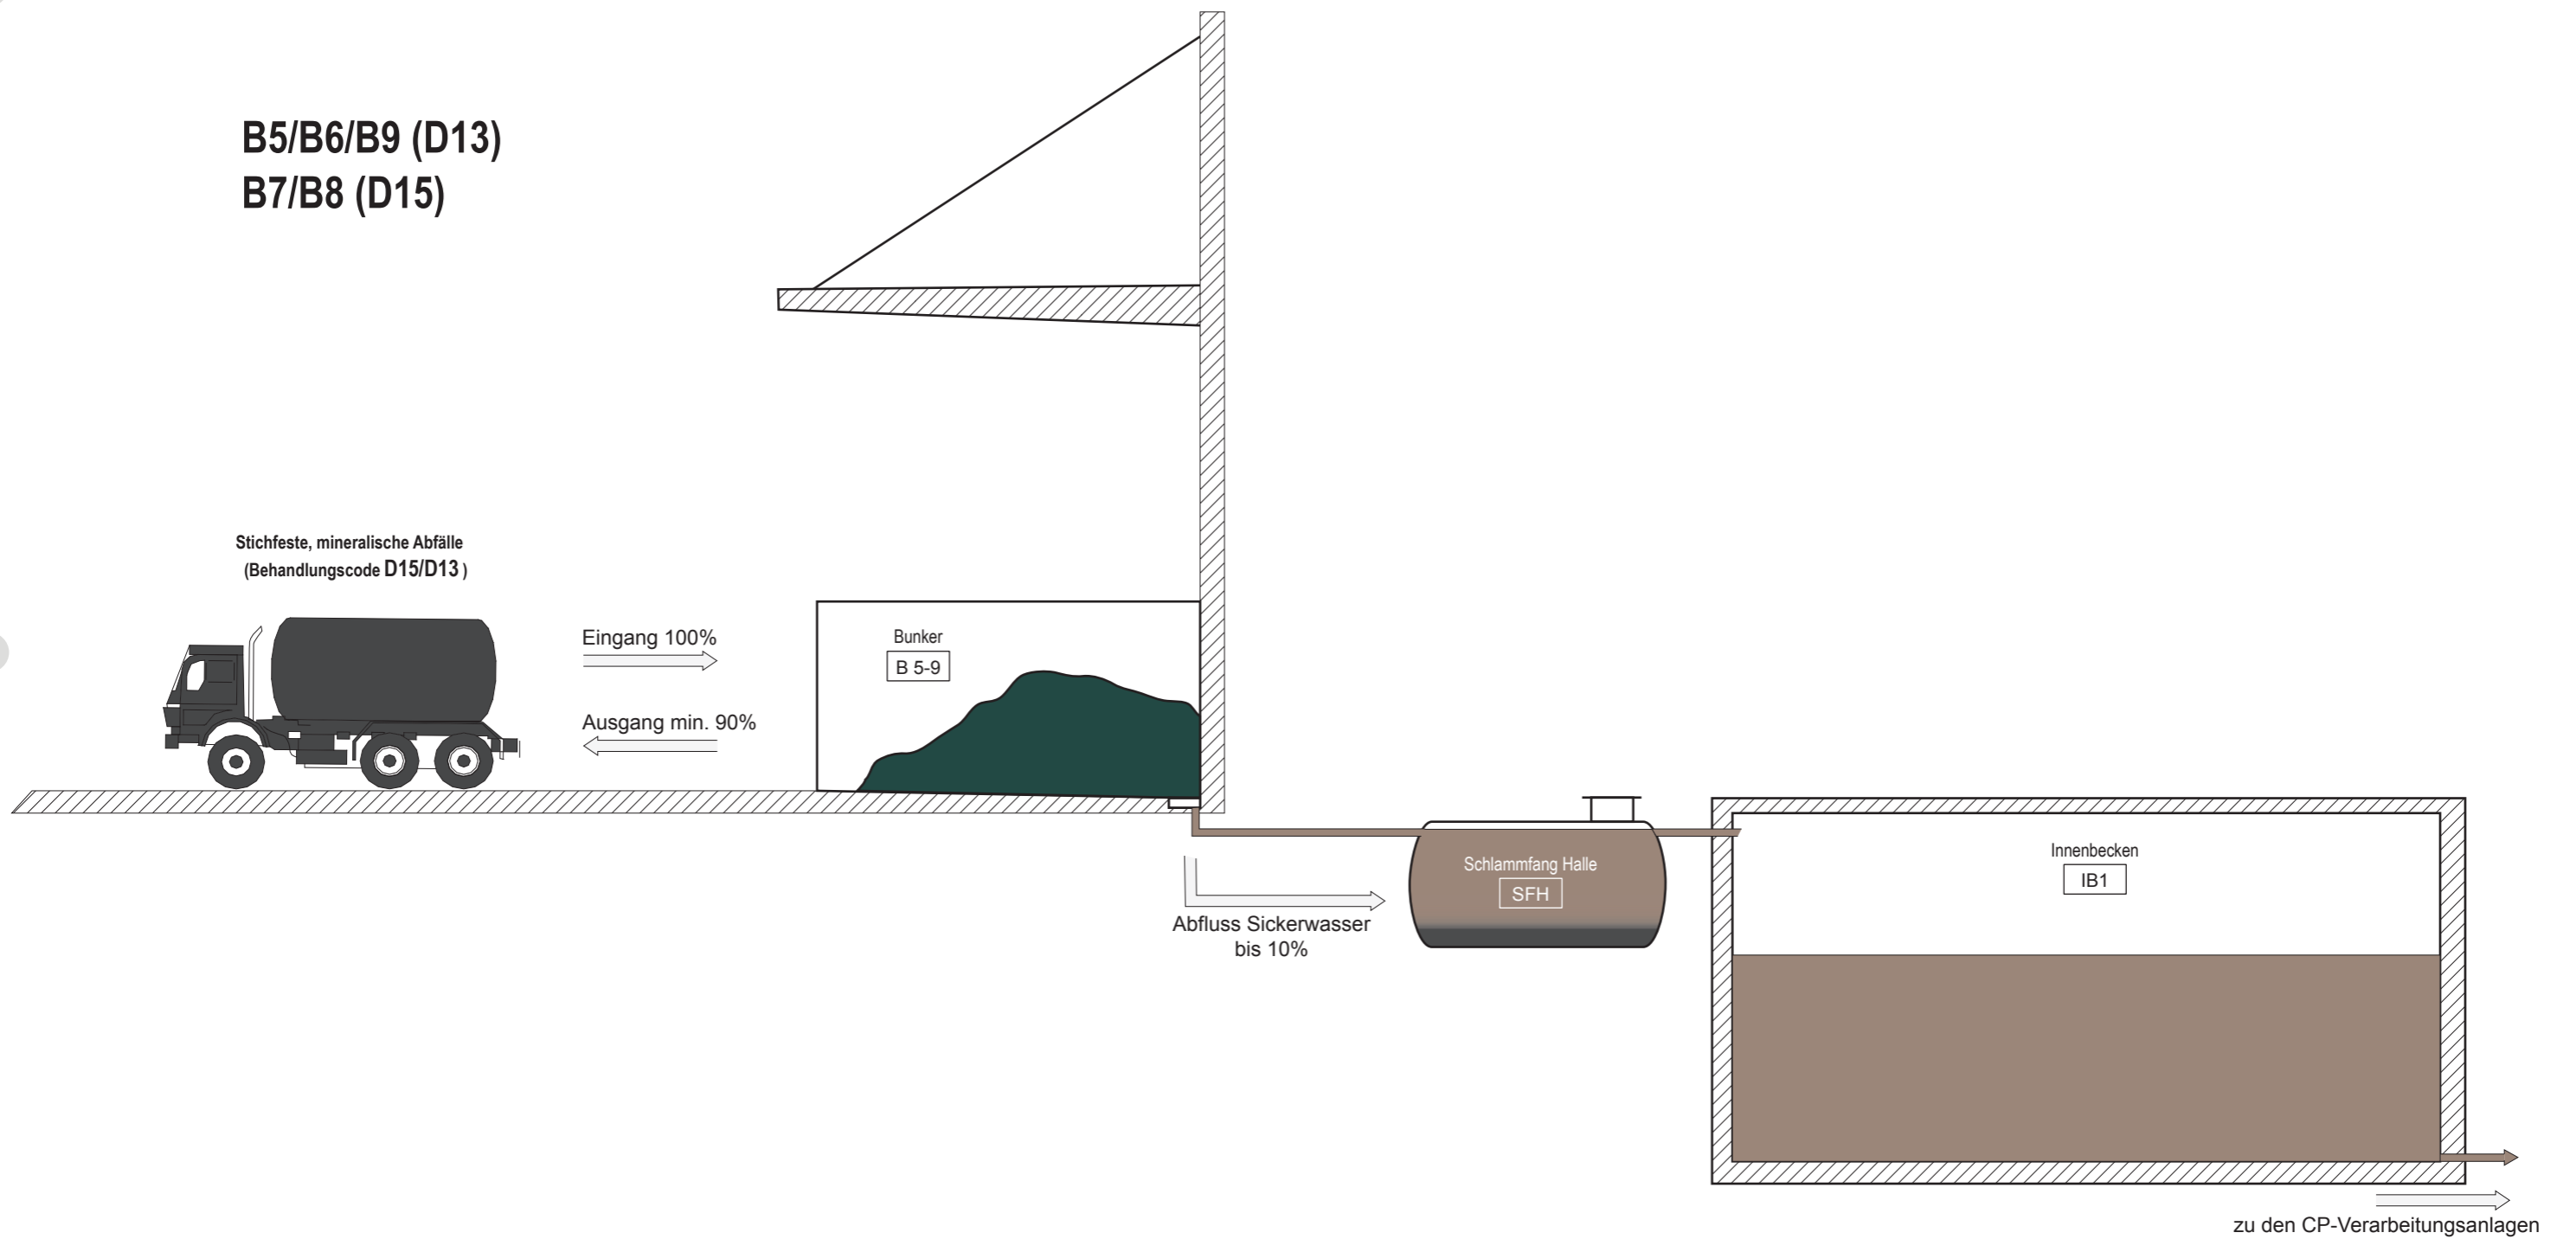 B5/B6/B9 (D13)
B7/B8 (D15)
Stichfeste, mineralische Abfälle
(Behandlungscode D15/D13 )
Eingang 100%
Ausgang min. 90%
Bunker
B 5-9
Abfluss Sickerwasser
bis 10%
Schlammfang Halle
SFH
Innenbecken
IB1
zu den CP-Verarbeitungsanlagen